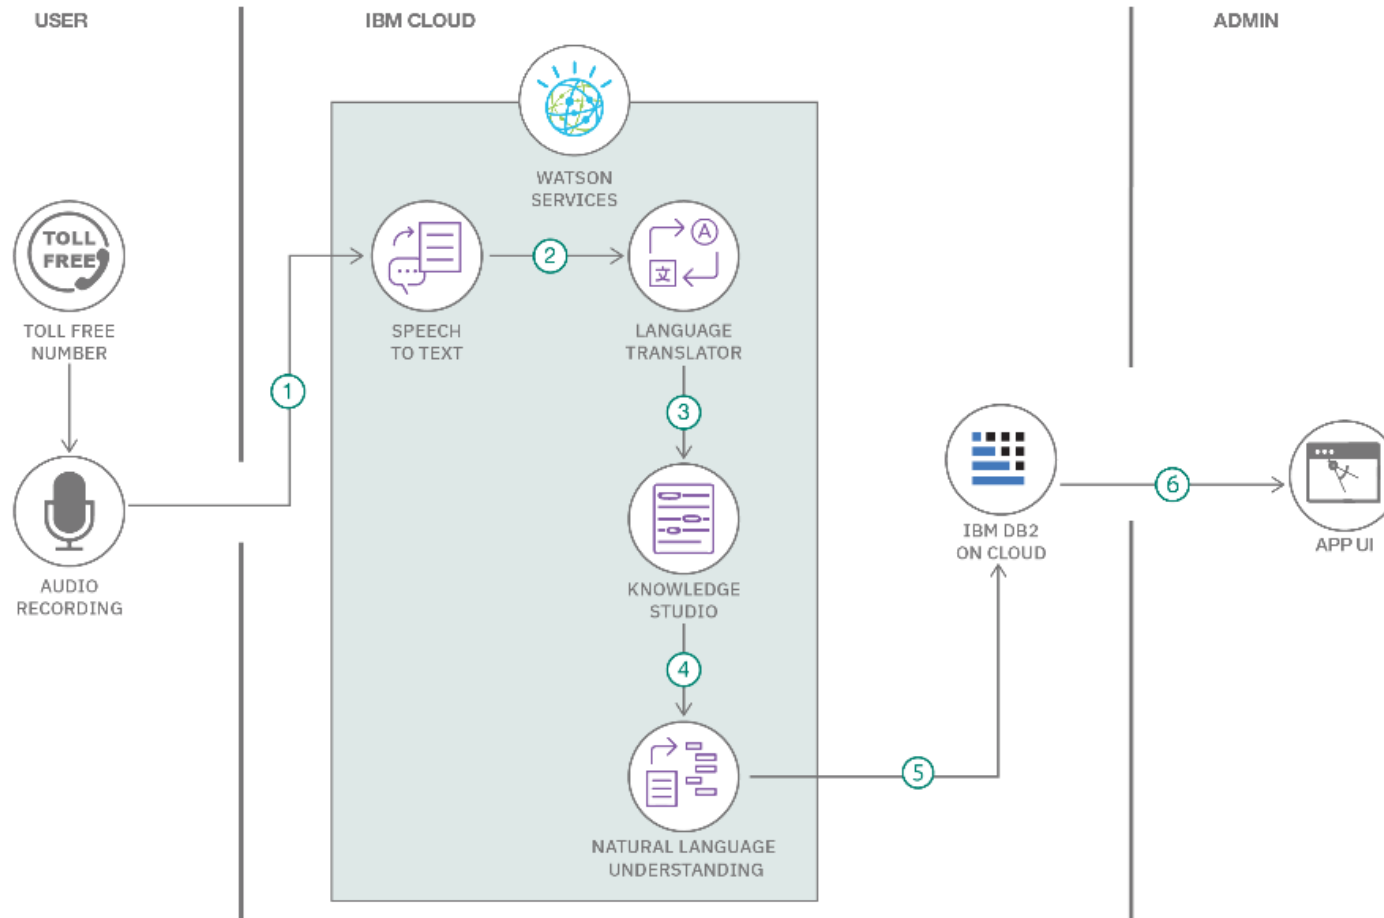 USER
IBM CLOUD
ADMIN
WATSON
SERVICES
TOLL
FREE
TOLL FREE
NUMBER
SPEECH
TO TEXT
2
A
文
LANGUAGE
TRANSLATOR
1
3
AUDIO
RECORDING
KNOWLEDGE
STUDIO
4
NATURAL LANGUAGE
UNDERSTANDING
5
IBM DB2
ON CLOUD
6
APP UI